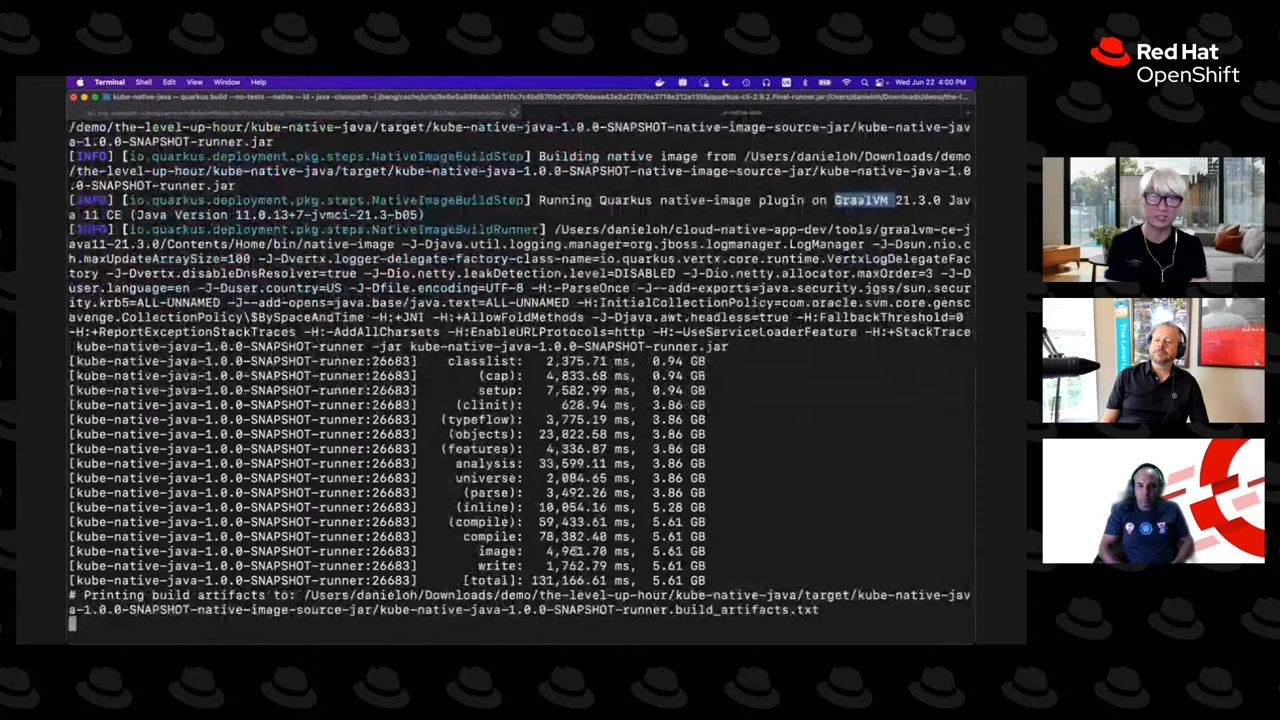 Red Hat
OpenShift
Terminal Shell Edit View Window Help
Wed Jun 22 4:00 PM
/demo/the-level-up-hour/kube-native-java/target/kube-native-java-1.0.0-SNAPSHOT-native-image-source-jar/kube-native-jav
a-1.0.0-SNAPSHOT-runner.jar
[INFO] [io.quarkus.deployment.pkg.steps.NativeImageBuildStep] Building native image from /Users/danieloh/Downloads/demo
/the-level-up-hour/kube-native-java/target/kube-native-java-1.0.0-SNAPSHOT-native-image-source-jar/kube-native-java-1.0
.0-SNAPSHOT-runner.jar
[INFO] [io.quarkus.deployment.pkg.steps.NativeImageBuildStep] Running Quarkus native-image plugin on GraalVM 21.3.0 Jav
a 11 CE (Java Version 11.0.13+7-jvmci-21.3-b05)
[INFO] [io.quarkus.deployment.pkg.steps.NativeImageBuildRunner] /Users/danieloh/cloud-native-app-dev/tools/graalvm-ce-j
ava11-21.3.0/Contents/Home/bin/native-image -J-Djava.util.logging.manager=org.jboss.logmanager.LogManager -J-Dsun.nio.c
h.maxUpdateArraySize=100 -J-Dvertx.logger-delegate-factory-class-name=io.quarkus.vertx.core.runtime.VertxLogDelegateFac
tory -J-Dvertx.disableDnsResolver=true -J-Dio.netty.leakDetection.level=DISABLED -J-Dio.netty.allocator.maxOrder=3 -J-D
user.language=en -J-Duser.country=US -J-Dfile.encoding=UTF-8 -H:-ParseOnce -J--add-exports=java.security.jgss/sun.secur
ity.krb5=ALL-UNNAMED -J--add-opens=java.base/java.text=ALL-UNNAMED -H:InitialCollectionPolicy=com.oracle.svm.core.gensc
avenge.CollectionPolicy\$BySpaceAndTime -H:+JNI -H:+AllowFoldMethods -J-Djava.awt.headless=true -H:FallbackThreshold=0
-H:+ReportExceptionStackTraces -H:-AddAllCharsets -H:EnableURLProtocols=http -H:-UseServiceLoaderFeature -H:+StackTrace
kube-native-java-1.0.0-SNAPSHOT-runner -jar kube-native-java-1.0.0-SNAPSHOT-runner.jar
[kube-native-java-1.0.0-SNAPSHOT-runner:26683] classlist: 2,375.71 ms, 0.94 GB
[kube-native-java-1.0.0-SNAPSHOT-runner:26683] (cap): 4,833.68 ms, 0.94 GB
[kube-native-java-1.0.0-SNAPSHOT-runner:26683] setup: 7,582.99 ms, 0.94 GB
[kube-native-java-1.0.0-SNAPSHOT-runner:26683] (clinit): 628.94 ms, 3.86 GB
[kube-native-java-1.0.0-SNAPSHOT-runner:26683] (typeflow): 3,775.19 ms, 3.86 GB
[kube-native-java-1.0.0-SNAPSHOT-runner:26683] (objects): 23,022.58 ms, 3.86 GB
[kube-native-java-1.0.0-SNAPSHOT-runner:26683] (features): 4,336.87 ms, 3.86 GB
[kube-native-java-1.0.0-SNAPSHOT-runner:26683] analysis: 33,599.11 ms, 3.86 GB
[kube-native-java-1.0.0-SNAPSHOT-runner:26683] universe: 2,084.65 ms, 3.86 GB
[kube-native-java-1.0.0-SNAPSHOT-runner:26683] (parse): 3,492.26 ms, 3.86 GB
[kube-native-java-1.0.0-SNAPSHOT-runner:26683] (inline): 10,054.16 ms, 5.28 GB
[kube-native-java-1.0.0-SNAPSHOT-runner:26683] (compile): 59,433.61 ms, 5.61 GB
[kube-native-java-1.0.0-SNAPSHOT-runner:26683] compile: 78,382.40 ms, 5.61 GB
[kube-native-java-1.0.0-SNAPSHOT-runner:26683] image: 4,961.70 ms, 5.61 GB
[kube-native-java-1.0.0-SNAPSHOT-runner:26683] write: 1,762.79 ms, 5.61 GB
[kube-native-java-1.0.0-SNAPSHOT-runner:26683] [total]: 131,166.61 ms, 5.61 GB
# Printing build artifacts to: /Users/danieloh/Downloads/demo/the-level-up-hour/kube-native-java/target/kube-native-jav
a-1.0.0-SNAPSHOT-native-image-source-jar/kube-native-java-1.0.0-SNAPSHOT-runner.build_artifacts.txt